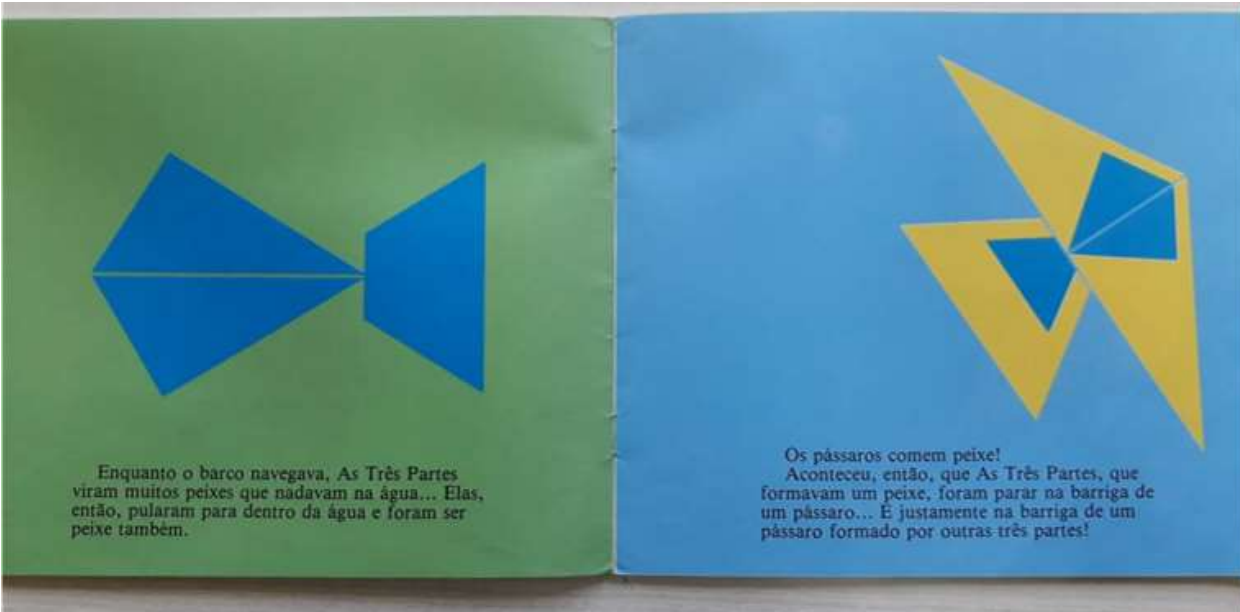 Enquanto o barco navegava, As Três Partes
viram muitos peixes que nadavam na água... Elas,
então, pularam para dentro da água e foram ser
peixe também.
Os pássaros comem peixe!
Aconteceu, então, que As Três Partes, que
formavam um peixe, foram parar na barriga de
um pássaro... E justamente na barriga de um
pássaro formado por outras três partes!